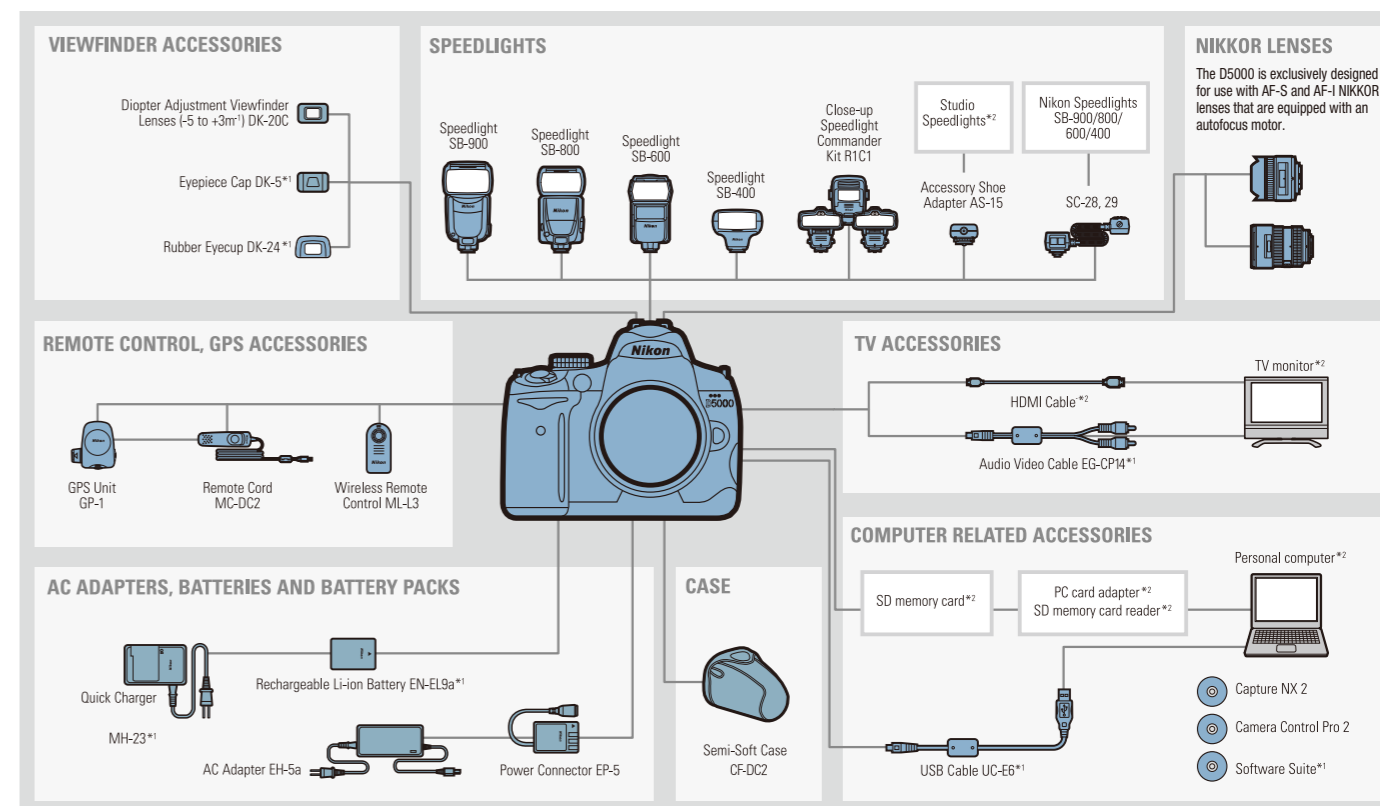 VIEWFINDER ACCESSORIES
Diopter Adjustment Viewfinder
Lenses (-5 to +3m⁻¹) DK-20C
Eyepiece Cap DK-5*1
Rubber Eyecup DK-24*1
SPEEDLIGHTS
Speedlight
SB-900
Speedlight
SB-800
Speedlight
SB-600
Speedlight
SB-400
Close-up
Speedlight
Commander
Kit R1C1
Studio
Speedlights*2
Accessory Shoe
Adapter AS-15
Nikon Speedlights
SB-900/800/
600/400
SC-28, 29
NIKKOR LENSES
The D5000 is exclusively designed
for use with AF-S and AF-I NIKKOR
lenses that are equipped with an
autofocus motor.
REMOTE CONTROL, GPS ACCESSORIES
GPS Unit
GP-1
Remote Cord
MC-DC2
Wireless Remote
Control ML-L3
Nikon
D5000
TV ACCESSORIES
HDMI Cable*2
Audio Video Cable EG-CP14*1
TV monitor*2
AC ADAPTERS, BATTERIES AND BATTERY PACKS
Quick Charger
MH-23*1
Rechargeable Li-ion Battery EN-EL9a*1
AC Adapter EH-5a
Power Connector EP-5
CASE
Semi-Soft Case
CF-DC2
COMPUTER RELATED ACCESSORIES
SD memory card*2
PC card adapter*2
SD memory card reader*2
Personal computer*2
USB Cable UC-E6*1
Capture NX 2
Camera Control Pro 2
Software Suite*1